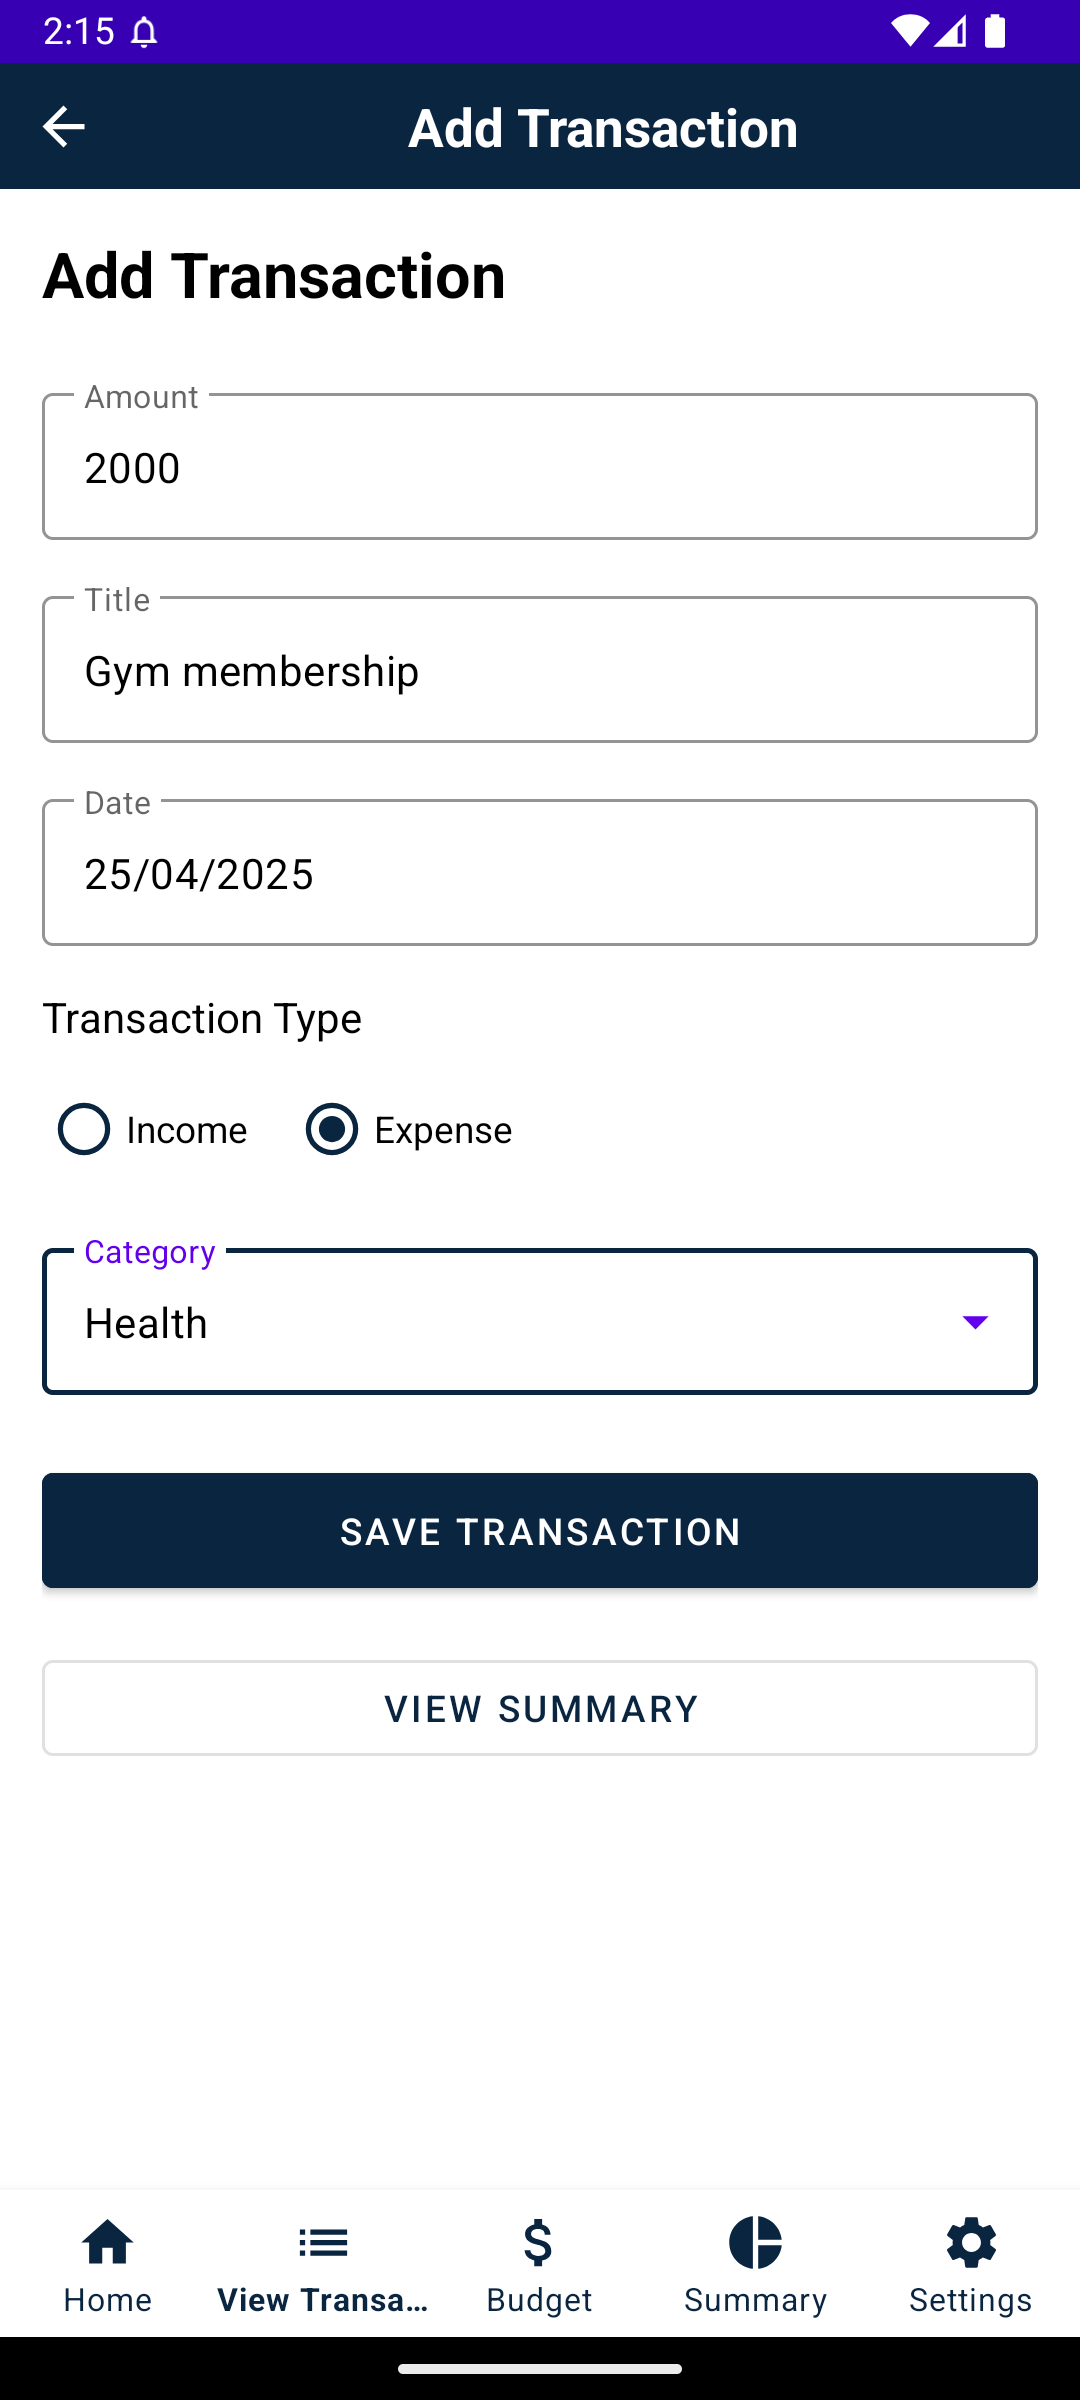 2:15
Add Transaction
Add Transaction
Amount
2000
Title
Gym membership
Date
25/04/2025
Transaction Type
Income Expense
Category
Health
SAVE TRANSACTION
VIEW SUMMARY
Home View Transa... Budget Summary Settings